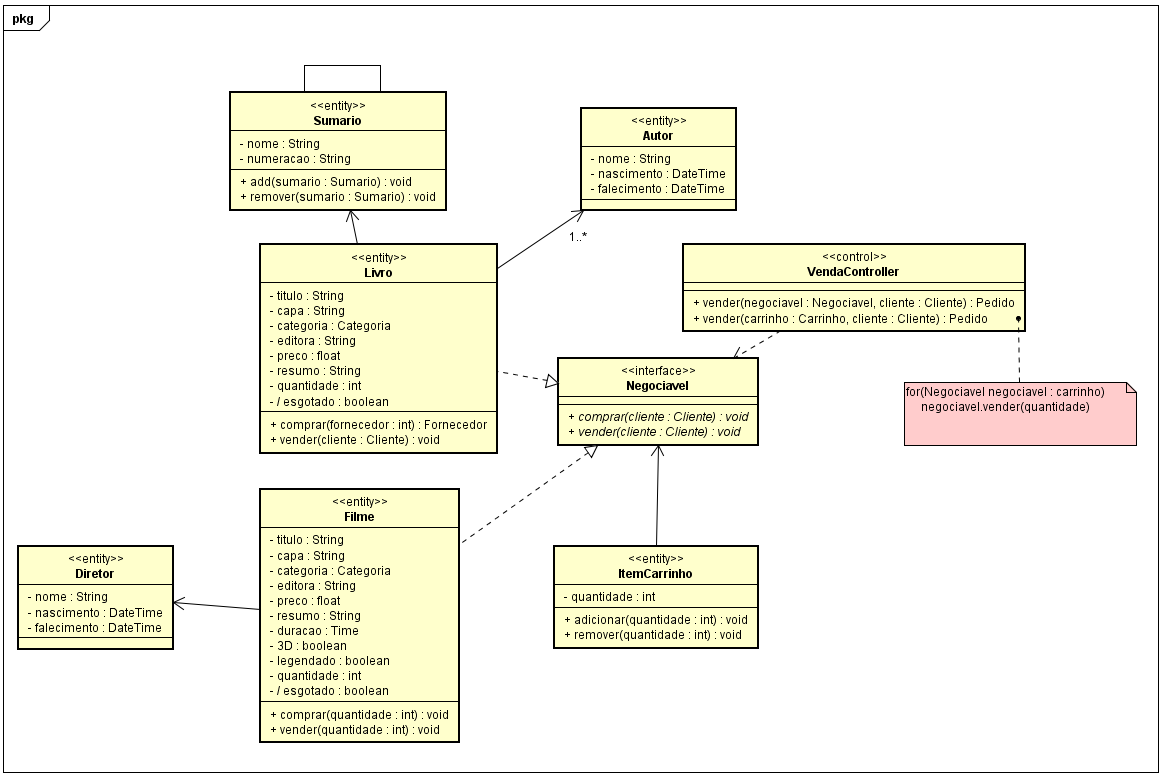 pkg
<<entity>>
Sumario
- nome : String
- numeracao : String
+ add(sumario : Sumario) : void
+ remover(sumario : Sumario) : void
<<entity>>
Autor
- nome : String
- nascimento : DateTime
- falecimento : DateTime
1..*
<<entity>>
Livro
- titulo : String
- capa : String
- categoria : Categoria
- editora : String
- preco : float
- resumo : String
- quantidade : int
- / esgotado : boolean
+ comprar(fornecedor : int) : Fornecedor
+ vender(cliente : Cliente) : void
<<control>>
VendaController
+ vender(negociavel : Negociavel, cliente : Cliente) : Pedido
+ vender(carrinho : Carrinho, cliente : Cliente) : Pedido
<<interface>>
Negociavel
+ comprar(cliente : Cliente) : void
+ vender(cliente : Cliente) : void
for(Negociavel negociavel : carrinho)
negociavel.vender(quantidade)
<<entity>>
Filme
- titulo : String
- capa : String
- categoria : Categoria
- editora : String
- preco : float
- resumo : String
- duracao : Time
- 3D : boolean
- legendado : boolean
- quantidade : int
- / esgotado : boolean
+ comprar(quantidade : int) : void
+ vender(quantidade : int) : void
<<entity>>
Diretor
- nome : String
- nascimento : DateTime
- falecimento : DateTime
<<entity>>
ItemCarrinho
- quantidade : int
+ adicionar(quantidade : int) : void
+ remover(quantidade : int) : void